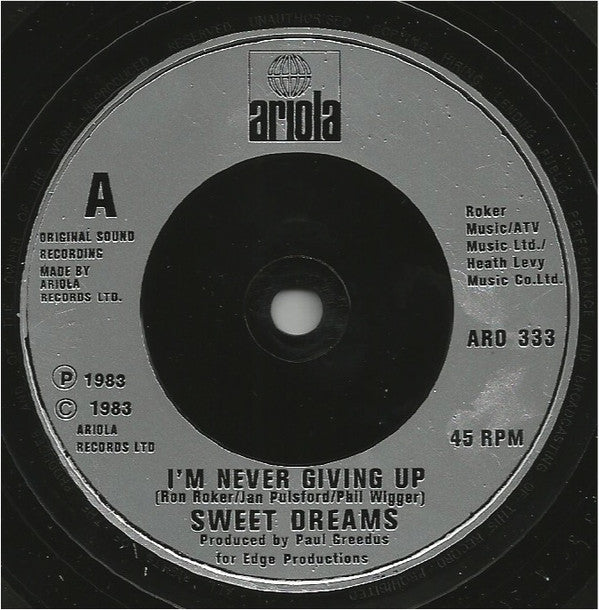 ariola
A
ORIGINAL SOUND
RECORDING
MADE BY
ARIOLA
RECORDS LTD.
Roker
Music/ATV
Music Ltd./
Heath Levy
Music Co.Ltd.
ARO 333
Ⓟ 1983
© 1983
ARIOLA
RECORDS LTD
45 RPM
I'M NEVER GIVING UP
(Ron Roker/Jan Pulsford/Phil Wigger)
SWEET DREAMS
Produced by Paul Greedus
for Edge Productions